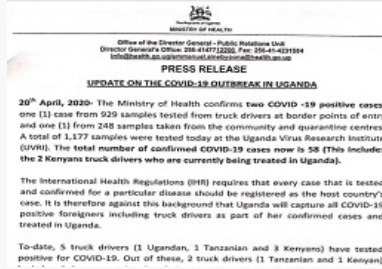 MINISTRY OF HEALTH
Office of the Director General - Public Relations Unit
PRESS RELEASE
UPDATE ON THE COVID-19 OUTBREAK IN UGANDA
20th April, 2020- The Ministry of Health confirms two COVID -19 positive cases
one (1) case from 929 samples tested from truck drivers at border points of entry
and one (1) from 248 samples taken from the community and quarantine centres
A total of 1,177 samples were tested today at the Uganda Virus Research Institute
(UVRI). The total number of confirmed COVID-19 cases now is 58 (This includes
the 2 Kenyans truck drivers who are currently being treated in Uganda).
The International Health Regulations (IHR) requires that every case that is tested
and confirmed for a particular disease should be registered as the host country's
case. It is therefore against this background that Uganda will capture all COVID-19
positive foreigners including truck drivers as part of her confirmed cases and
treated in Uganda.
To-date, 5 truck drivers (1 Ugandan, 1 Tanzanian and 3 Kenyans) have tested
positive for COVID-19. Out of these, 2 truck drivers (1 Tanzanian and 1 Kenyan)